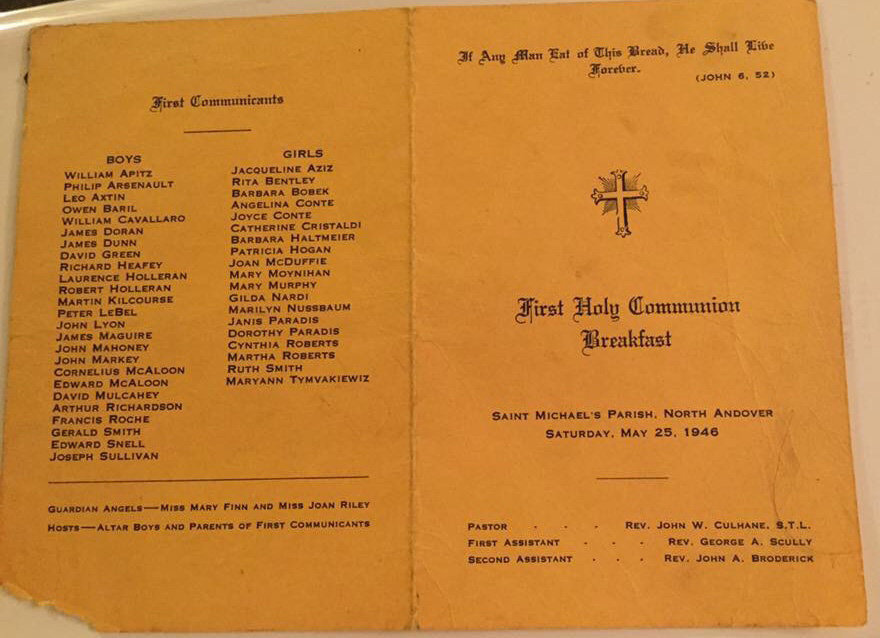 First Communicants
BOYS
WILLIAM APITZ
PHILIP ARSENAULT
LEO AXTIN
OWEN BARIL
WILLIAM CAVALLARO
JAMES DORAN
JAMES DUNN
DAVID GREEN
RICHARD HEAFEY
LAURENCE HOLLERAN
ROBERT HOLLERAN
MARTIN KILCOURSE
PETER LEBEL
JOHN LYON
JAMES MAGUIRE
JOHN MAHONEY
JOHN MARKEY
CORNELIUS MCALOON
EDWARD MCALOON
DAVID MULCAHEY
ARTHUR RICHARDSON
FRANCIS ROCHE
GERALD SMITH
EDWARD SNELL
JOSEPH SULLIVAN
GIRLS
JACQUELINE AZIZ
RITA BENTLEY
BARBARA BOBEK
ANGELINA CONTE
JOYCE CONTE
CATHERINE CRISTALDI
BARBARA HALTMEIER
PATRICIA HOGAN
JOAN MCDUFFIE
MARY MOYNIHAN
MARY MURPHY
GILDA NARDI
MARILYN NUSSBAUM
JANIS PARADIS
DOROTHY PARADIS
CYNTHIA ROBERTS
MARTHA ROBERTS
RUTH SMITH
MARYANN TYMVAKIEWIZ
GUARDIAN ANGELS—MISS MARY FINN AND MISS JOAN RILEY
HOSTS—ALTAR BOYS AND PARENTS OF FIRST COMMUNICANTS
If Any Man Eat of This Bread, He Shall Live
Forever.
(JOHN 6, 52)
First Holy Communion
Breakfast
SAINT MICHAEL'S PARISH, NORTH ANDOVER
SATURDAY, MAY 25, 1946
PASTOR - - - REV. JOHN W. CULHANE, S.T.L.
FIRST ASSISTANT - - - REV. GEORGE A. SCULLY
SECOND ASSISTANT - - - REV. JOHN A. BRODERICK